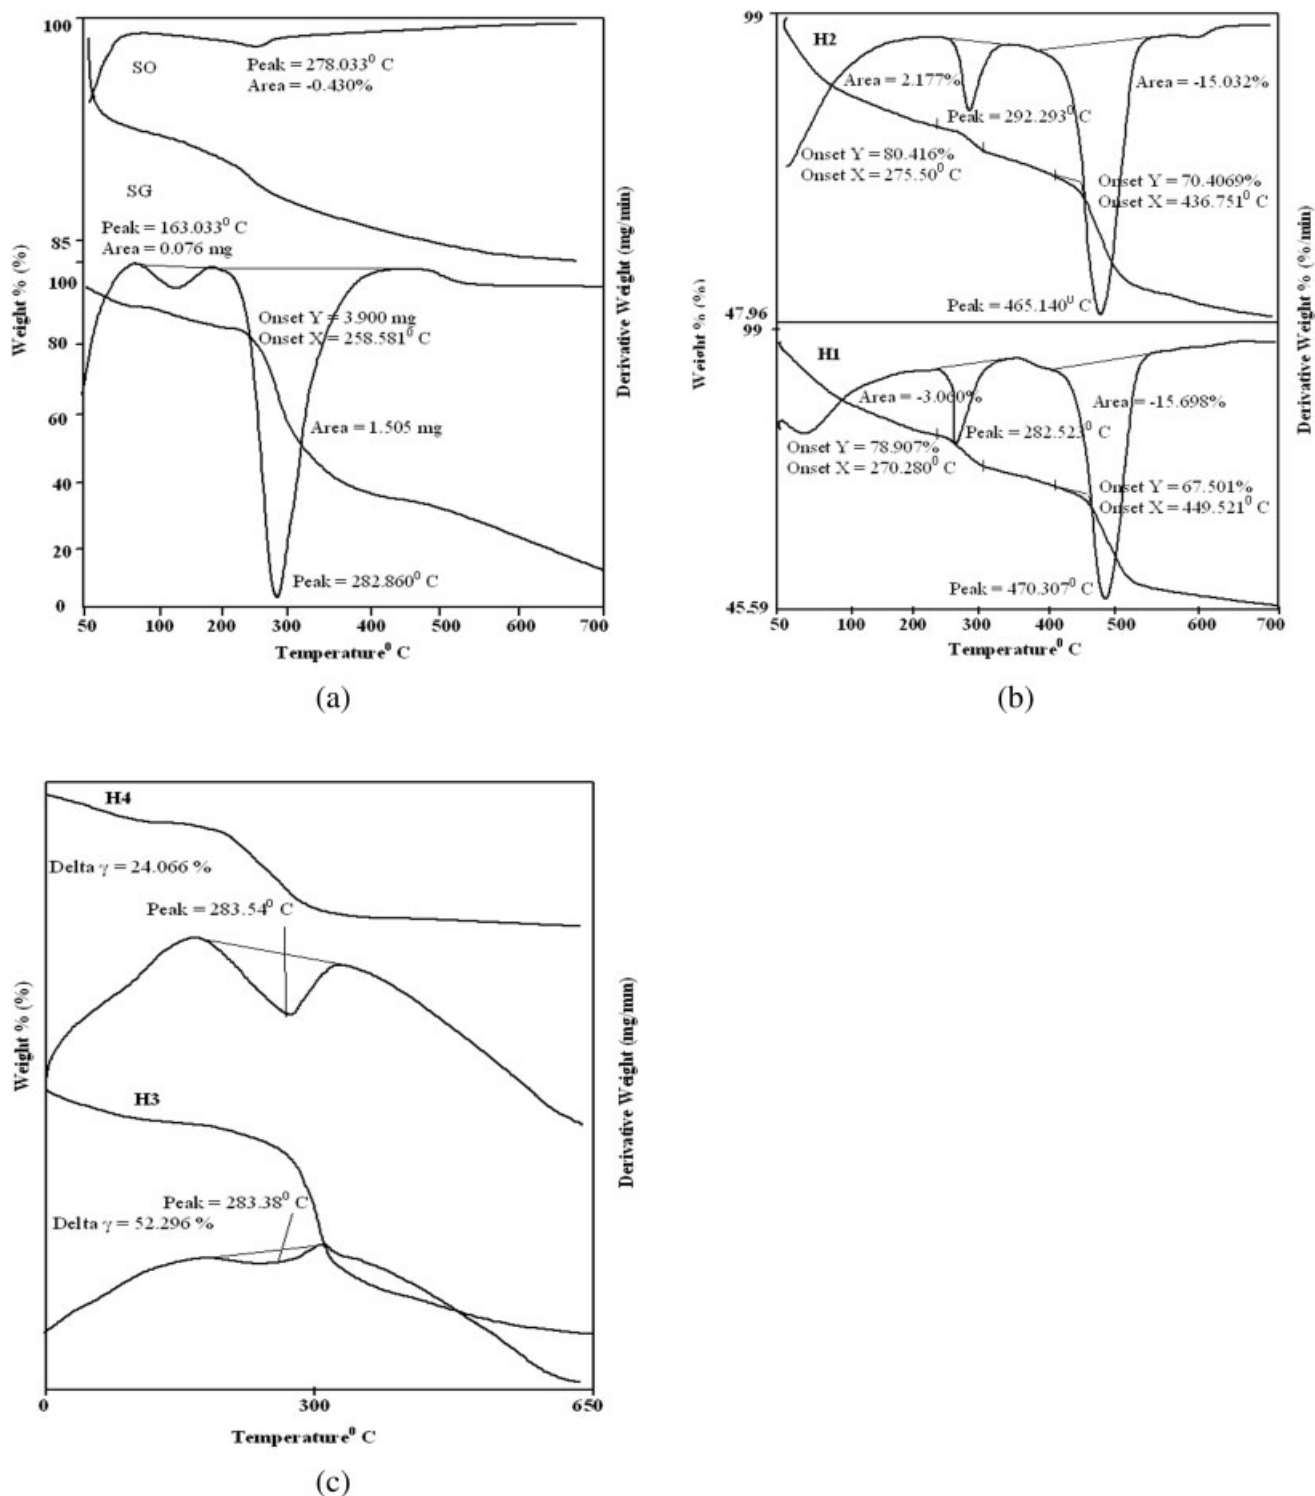 100
SO
Peak = 278.033⁰ C
Area = -0.430%
SG
Peak = 163.033⁰ C
Area = 0.076 mg
85
100
Onset Y = 3.900 mg
Onset X = 258.581⁰ C
80
60
Area = 1.505 mg
40
20
Peak = 282.860⁰ C
0
50 100 200 300 400 500 600 700
Temperature⁰ C
Weight % (%)
Derivative Weight (mg/min)
(a)
99
H2
Area = 2.177%
Area = -15.032%
Peak = 292.293⁰ C
Onset Y = 80.416%
Onset X = 275.50⁰ C
Onset Y = 70.4069%
Onset X = 436.751⁰ C
Peak = 465.140⁰ C
47.96
99
H1
Area = -3.060%
Area = -15.698%
Peak = 282.523⁰ C
Onset Y = 78.907%
Onset X = 270.280⁰ C
Onset Y = 67.501%
Onset X = 449.521⁰ C
Peak = 470.307⁰ C
45.59
50 100 200 300 400 500 600 700
Temperature⁰ C
Weight % (%)
Derivative Weight % (%/min)
(b)
H4
Delta γ = 24.066 %
Peak = 283.54⁰ C
H3
Peak = 283.38⁰ C
Delta γ = 52.296 %
0 300 650
Temperature⁰ C
Weight % (%)
Derivative Weight (mg/min)
(c)